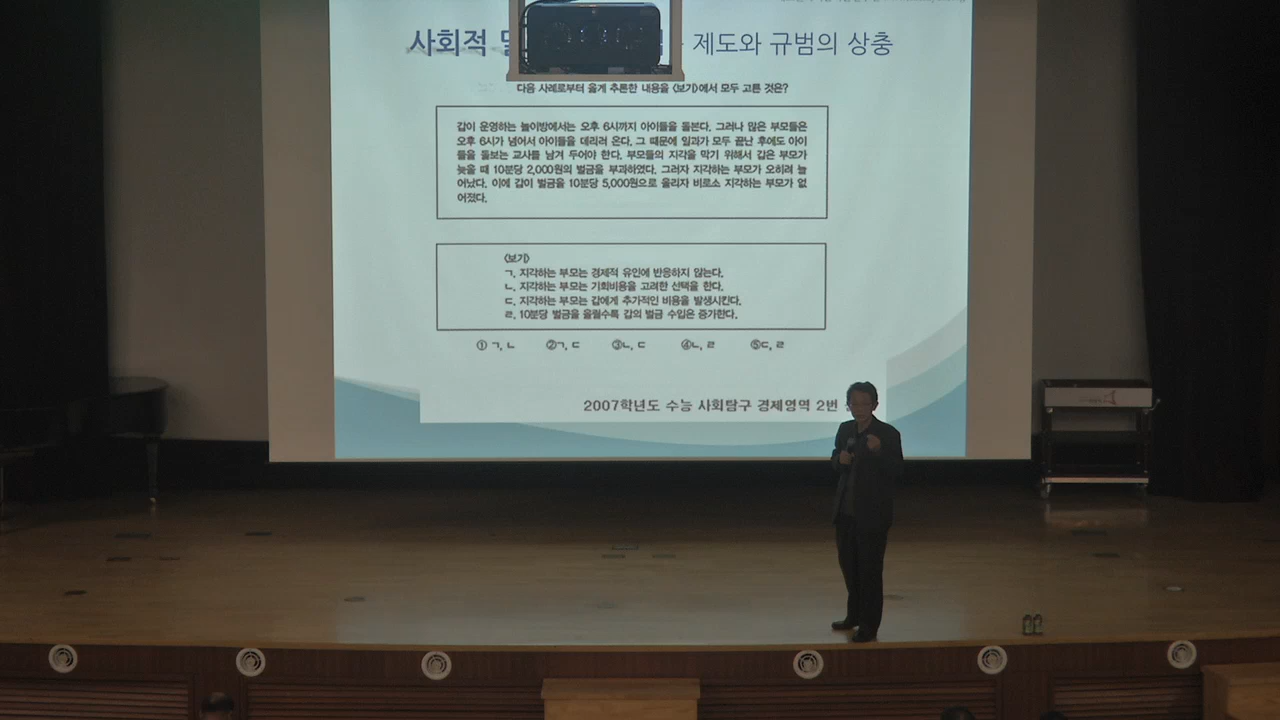 사회적 제도와 규범의 상충
다음 사례로부터 옳게 추론한 내용을 〈보기〉에서 모두 고른 것은?
갑이 운영하는 놀이방에서는 오후 6시까지 아이들을 돌본다. 그러나 많은 부모들은
오후 6시가 넘어서 아이들을 데리러 온다. 그 때문에 일과가 모두 끝난 후에도 아이
들을 돌보는 교사를 남겨 두어야 한다. 부모들의 지각을 막기 위해서 갑은 부모가
늦을 때 10분당 2,000원의 벌금을 부과하였다. 그러자 지각하는 부모가 오히려 늘
어났다. 이에 갑이 벌금을 10분당 5,000원으로 올리자 비로소 지각하는 부모가 없
어졌다.
〈보기〉
ㄱ. 지각하는 부모는 경제적 유인에 반응하지 않는다.
ㄴ. 지각하는 부모는 기회비용을 고려한 선택을 한다.
ㄷ. 지각하는 부모는 갑에게 추가적인 비용을 발생시킨다.
ㄹ. 10분당 벌금을 올릴수록 갑의 벌금 수입은 증가한다.
① ㄱ, ㄴ ②ㄱ, ㄷ ③ㄴ, ㄷ ④ㄴ, ㄹ ⑤ㄷ, ㄹ
2007학년도 수능 사회탐구 경제영역 2번